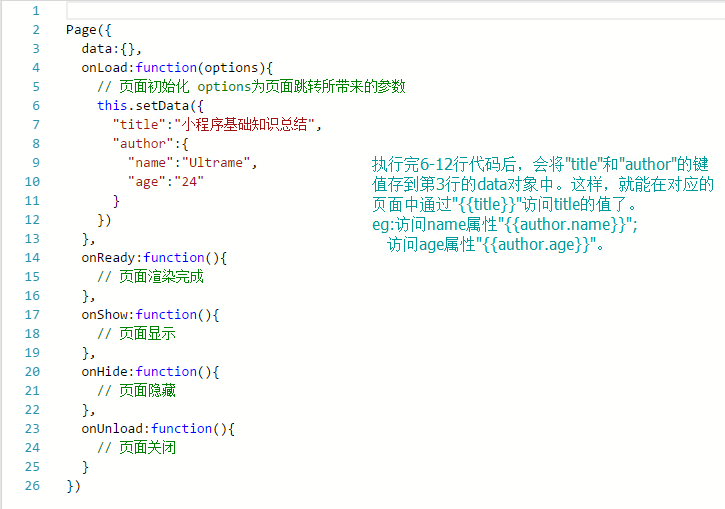 1
2 Page({
3 data:{},
4 onLoad:function(options){
5 // 页面初始化 options为页面跳转所带来的参数
6 this.setData({
7 "title":"小程序基础知识总结",
8 "author":{
9 "name":"Ultrame",
10 "age":"24"
11 }
12 })
13 },
14 onReady:function(){
15 // 页面渲染完成
16 },
17 onShow:function(){
18 // 页面显示
19 },
20 onHide:function(){
21 // 页面隐藏
22 },
23 onUnload:function(){
24 // 页面关闭
25 }
26 })
执行完6-12行代码后，会将"title"和"author"的键
值存到第3行的data对象中。这样，就能在对应的
页面中通过"{{title}}"访问title的值了。
eg:访问name属性"{{author.name}}";
访问age属性"{{author.age}}"。